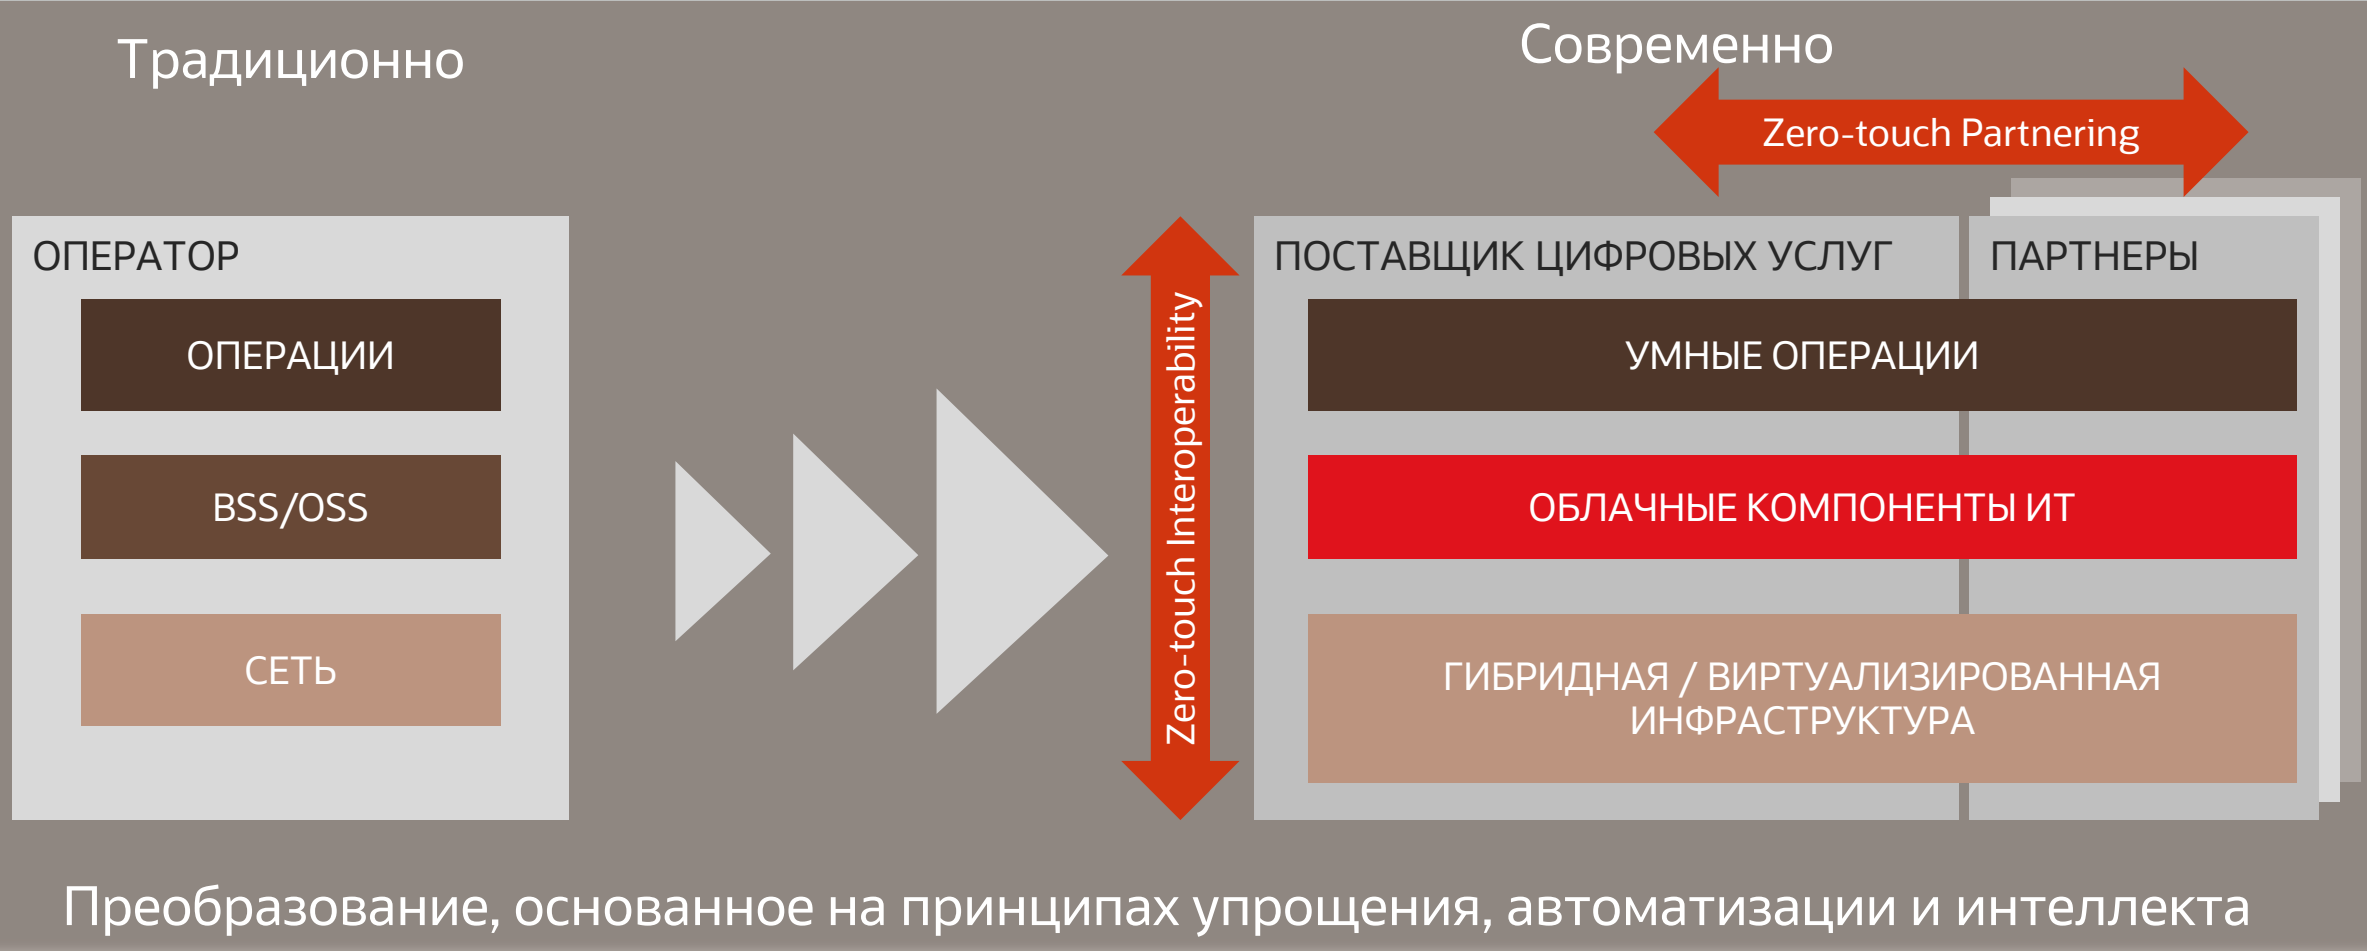 Традиционно
Современно
Zero-touch Partnering
ОПЕРАТОР
ОПЕРАЦИИ
BSS/OSS
СЕТЬ
Zero-touch Interoperability
ПОСТАВЩИК ЦИФРОВЫХ УСЛУГ
ПАРТНЕРЫ
УМНЫЕ ОПЕРАЦИИ
ОБЛАЧНЫЕ КОМПОНЕНТЫ ИТ
ГИБРИДНАЯ / ВИРТУАЛИЗИРОВАННАЯ
ИНФРАСТРУКТУРА
Преобразование, основанное на принципах упрощения, автоматизации и интеллекта